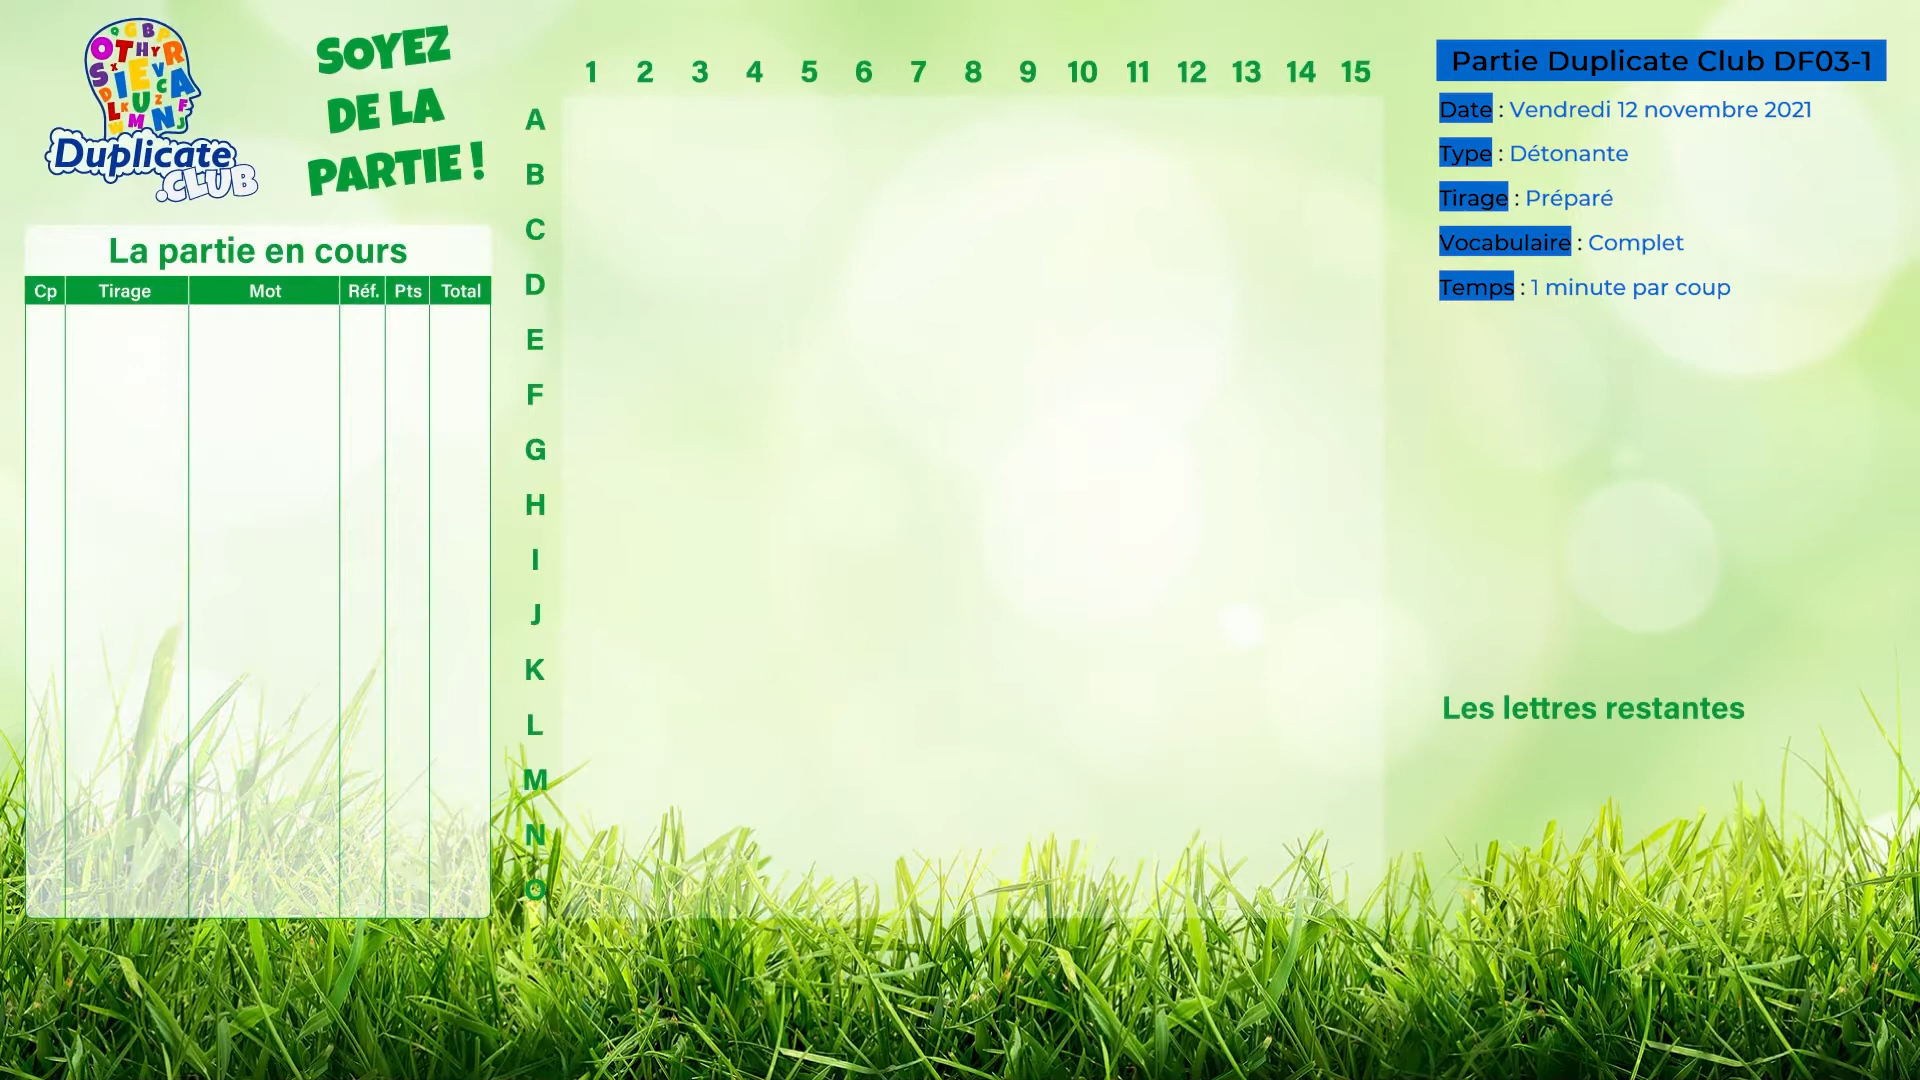 Duplicate
.CLUB
SOYEZ
DE LA
PARTIE !
La partie en cours
Cp Tirage Mot Réf. Pts Total
1 2 3 4 5 6 7 8 9 10 11 12 13 14 15
A
B
C
D
E
F
G
H
I
J
K
L
M
N
O
Partie Duplicate Club DF03-1
Date : Vendredi 12 novembre 2021
Type : Détonante
Tirage : Préparé
Vocabulaire : Complet
Temps : 1 minute par coup
Les lettres restantes